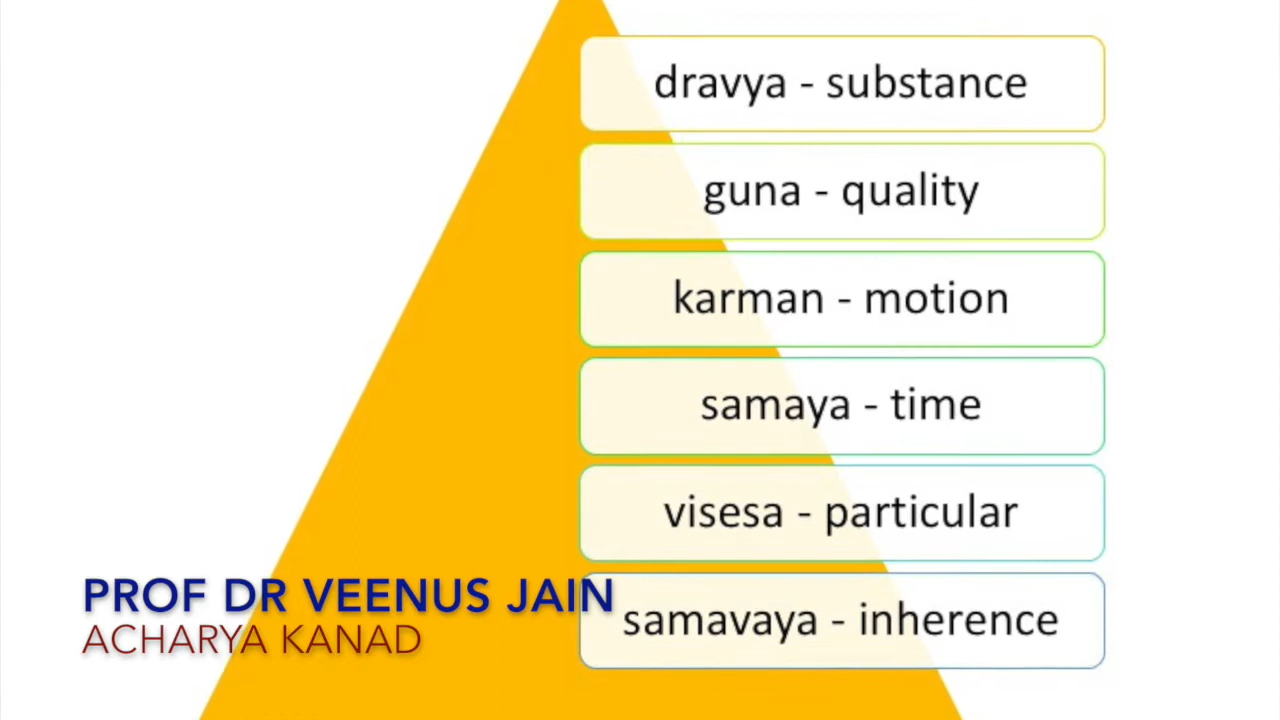 dravya - substance
guna - quality
karman - motion
samaya - time
visesa - particular
samavaya - inherence
PROF DR VEENUS JAIN
ACHARYA KANAD